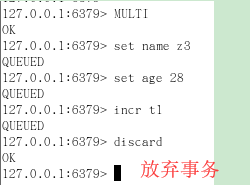 127.0.0.1:6379> MULTI
OK
127.0.0.1:6379> set name z3
QUEUED
127.0.0.1:6379> set age 28
QUEUED
127.0.0.1:6379> incr tl
QUEUED
127.0.0.1:6379> discard
OK
127.0.0.1:6379> 放弃事务